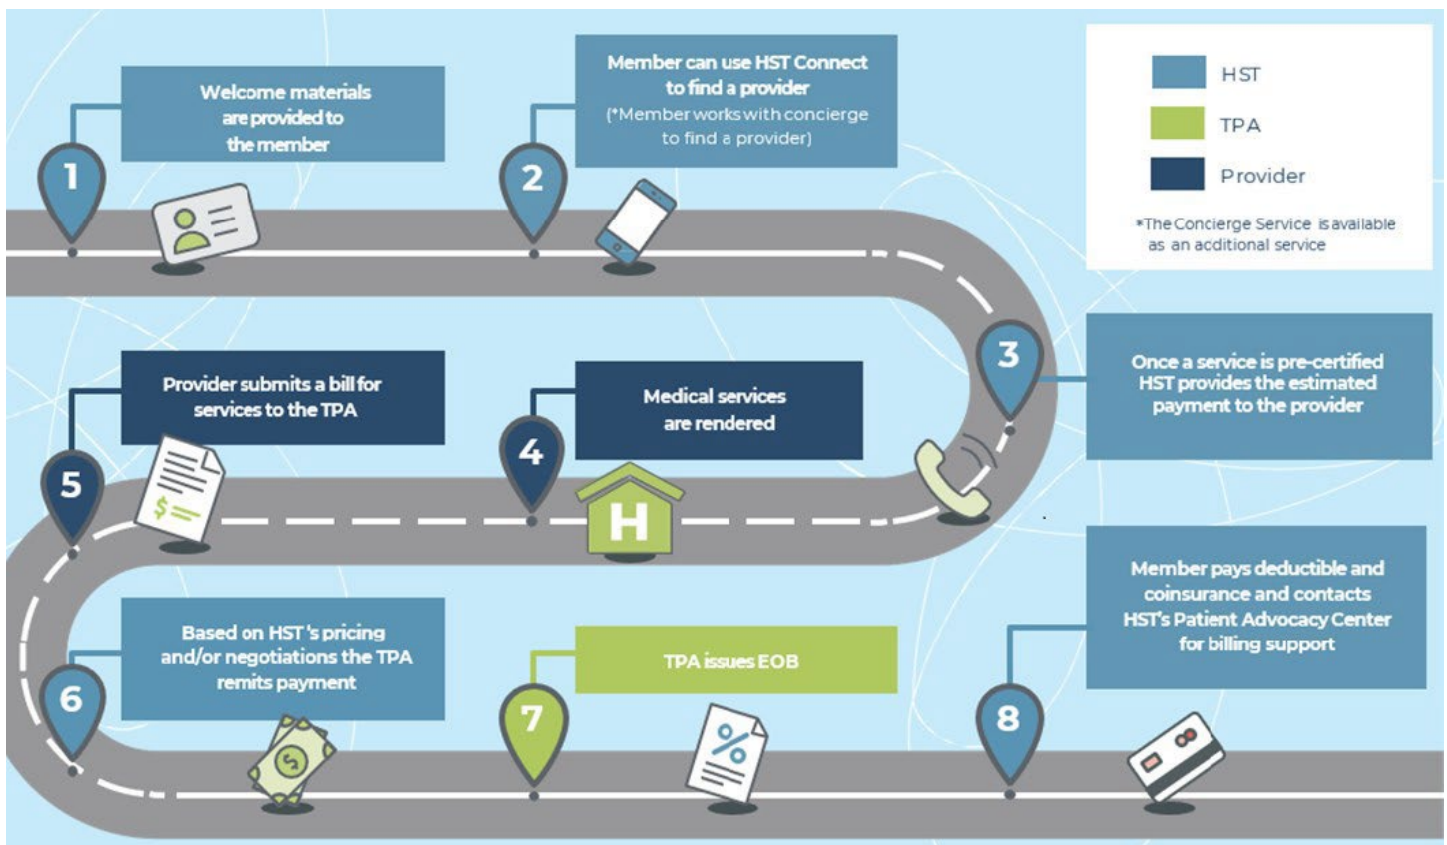 Welcome materials
are provided to
the member
1
Member can use HST Connect
to find a provider
(*Member works with concierge
to find a provider)
2
HST
TPA
Provider
*The Concierge Service is available
as an acditional service
3
Once a service is pre-certified
HST provides the estimated
payment to the provider
Medical services
are rendered
4
H
Provider submits a bill for
services to the TPA
5
$
Based on HST's pricing
and/or negotiations the TPA
remits payment
6
$
TPA issues EOB
7
%
Member pays deductible and
coinsurance and contacts
HST's Patient Advocacy Center
for billing support
8